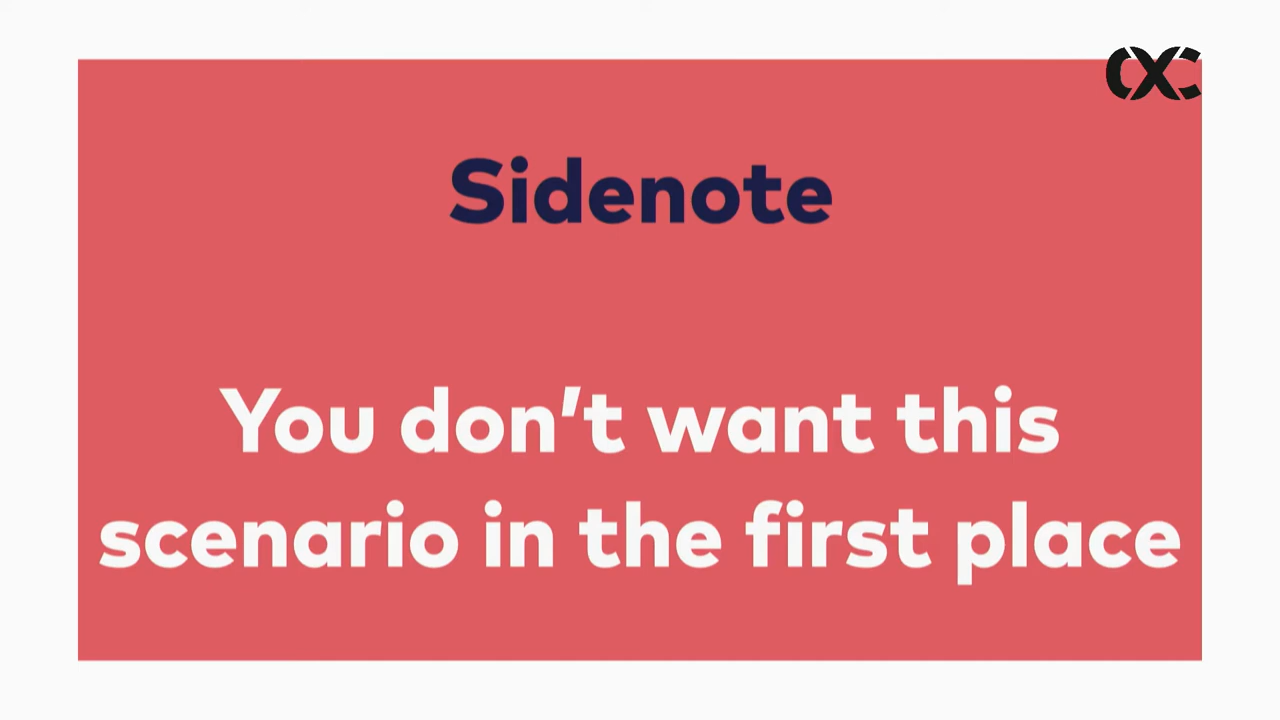 Sidenote
You don’t want this
scenario in the first place